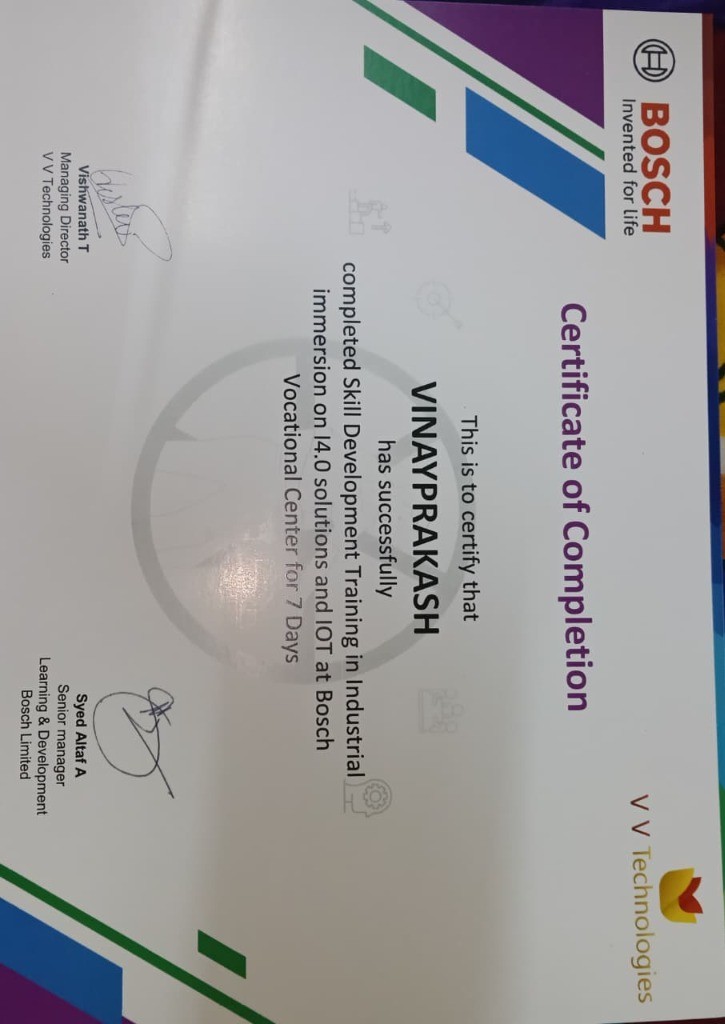 BOSCH
Invented for life
V V Technologies
Certificate of Completion
This is to certify that
VINAYPRAKASH
has successfully
completed Skill Development Training in Industrial
immersion on I4.0 solutions and IOT at Bosch
Vocational Center for 7 Days
Vishwanath T
Managing Director
V V Technologies
Syed Altaf A
Senior manager
Learning & Development
Bosch Limited